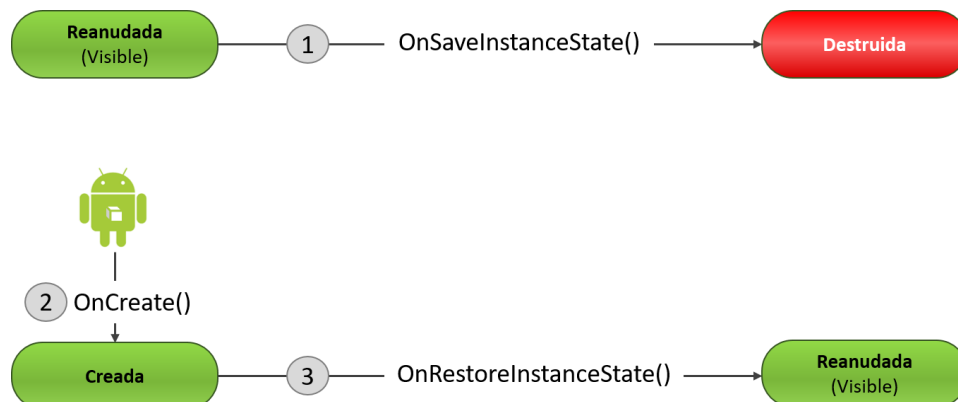 Reanudada
(Visible)
1
OnSaveInstanceState()
Destruida
2
OnCreate()
Creada
3
OnRestoreInstanceState()
Reanudada
(Visible)